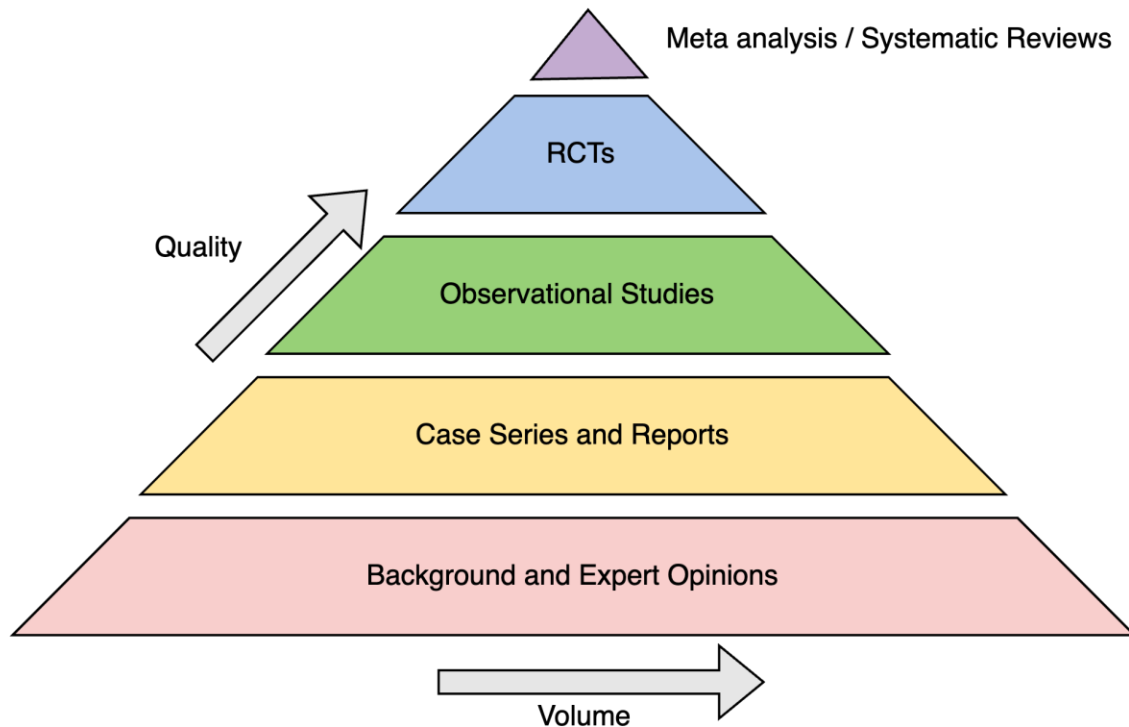 Meta analysis / Systematic Reviews
RCTs
Quality
Observational Studies
Case Series and Reports
Background and Expert Opinions
Volume